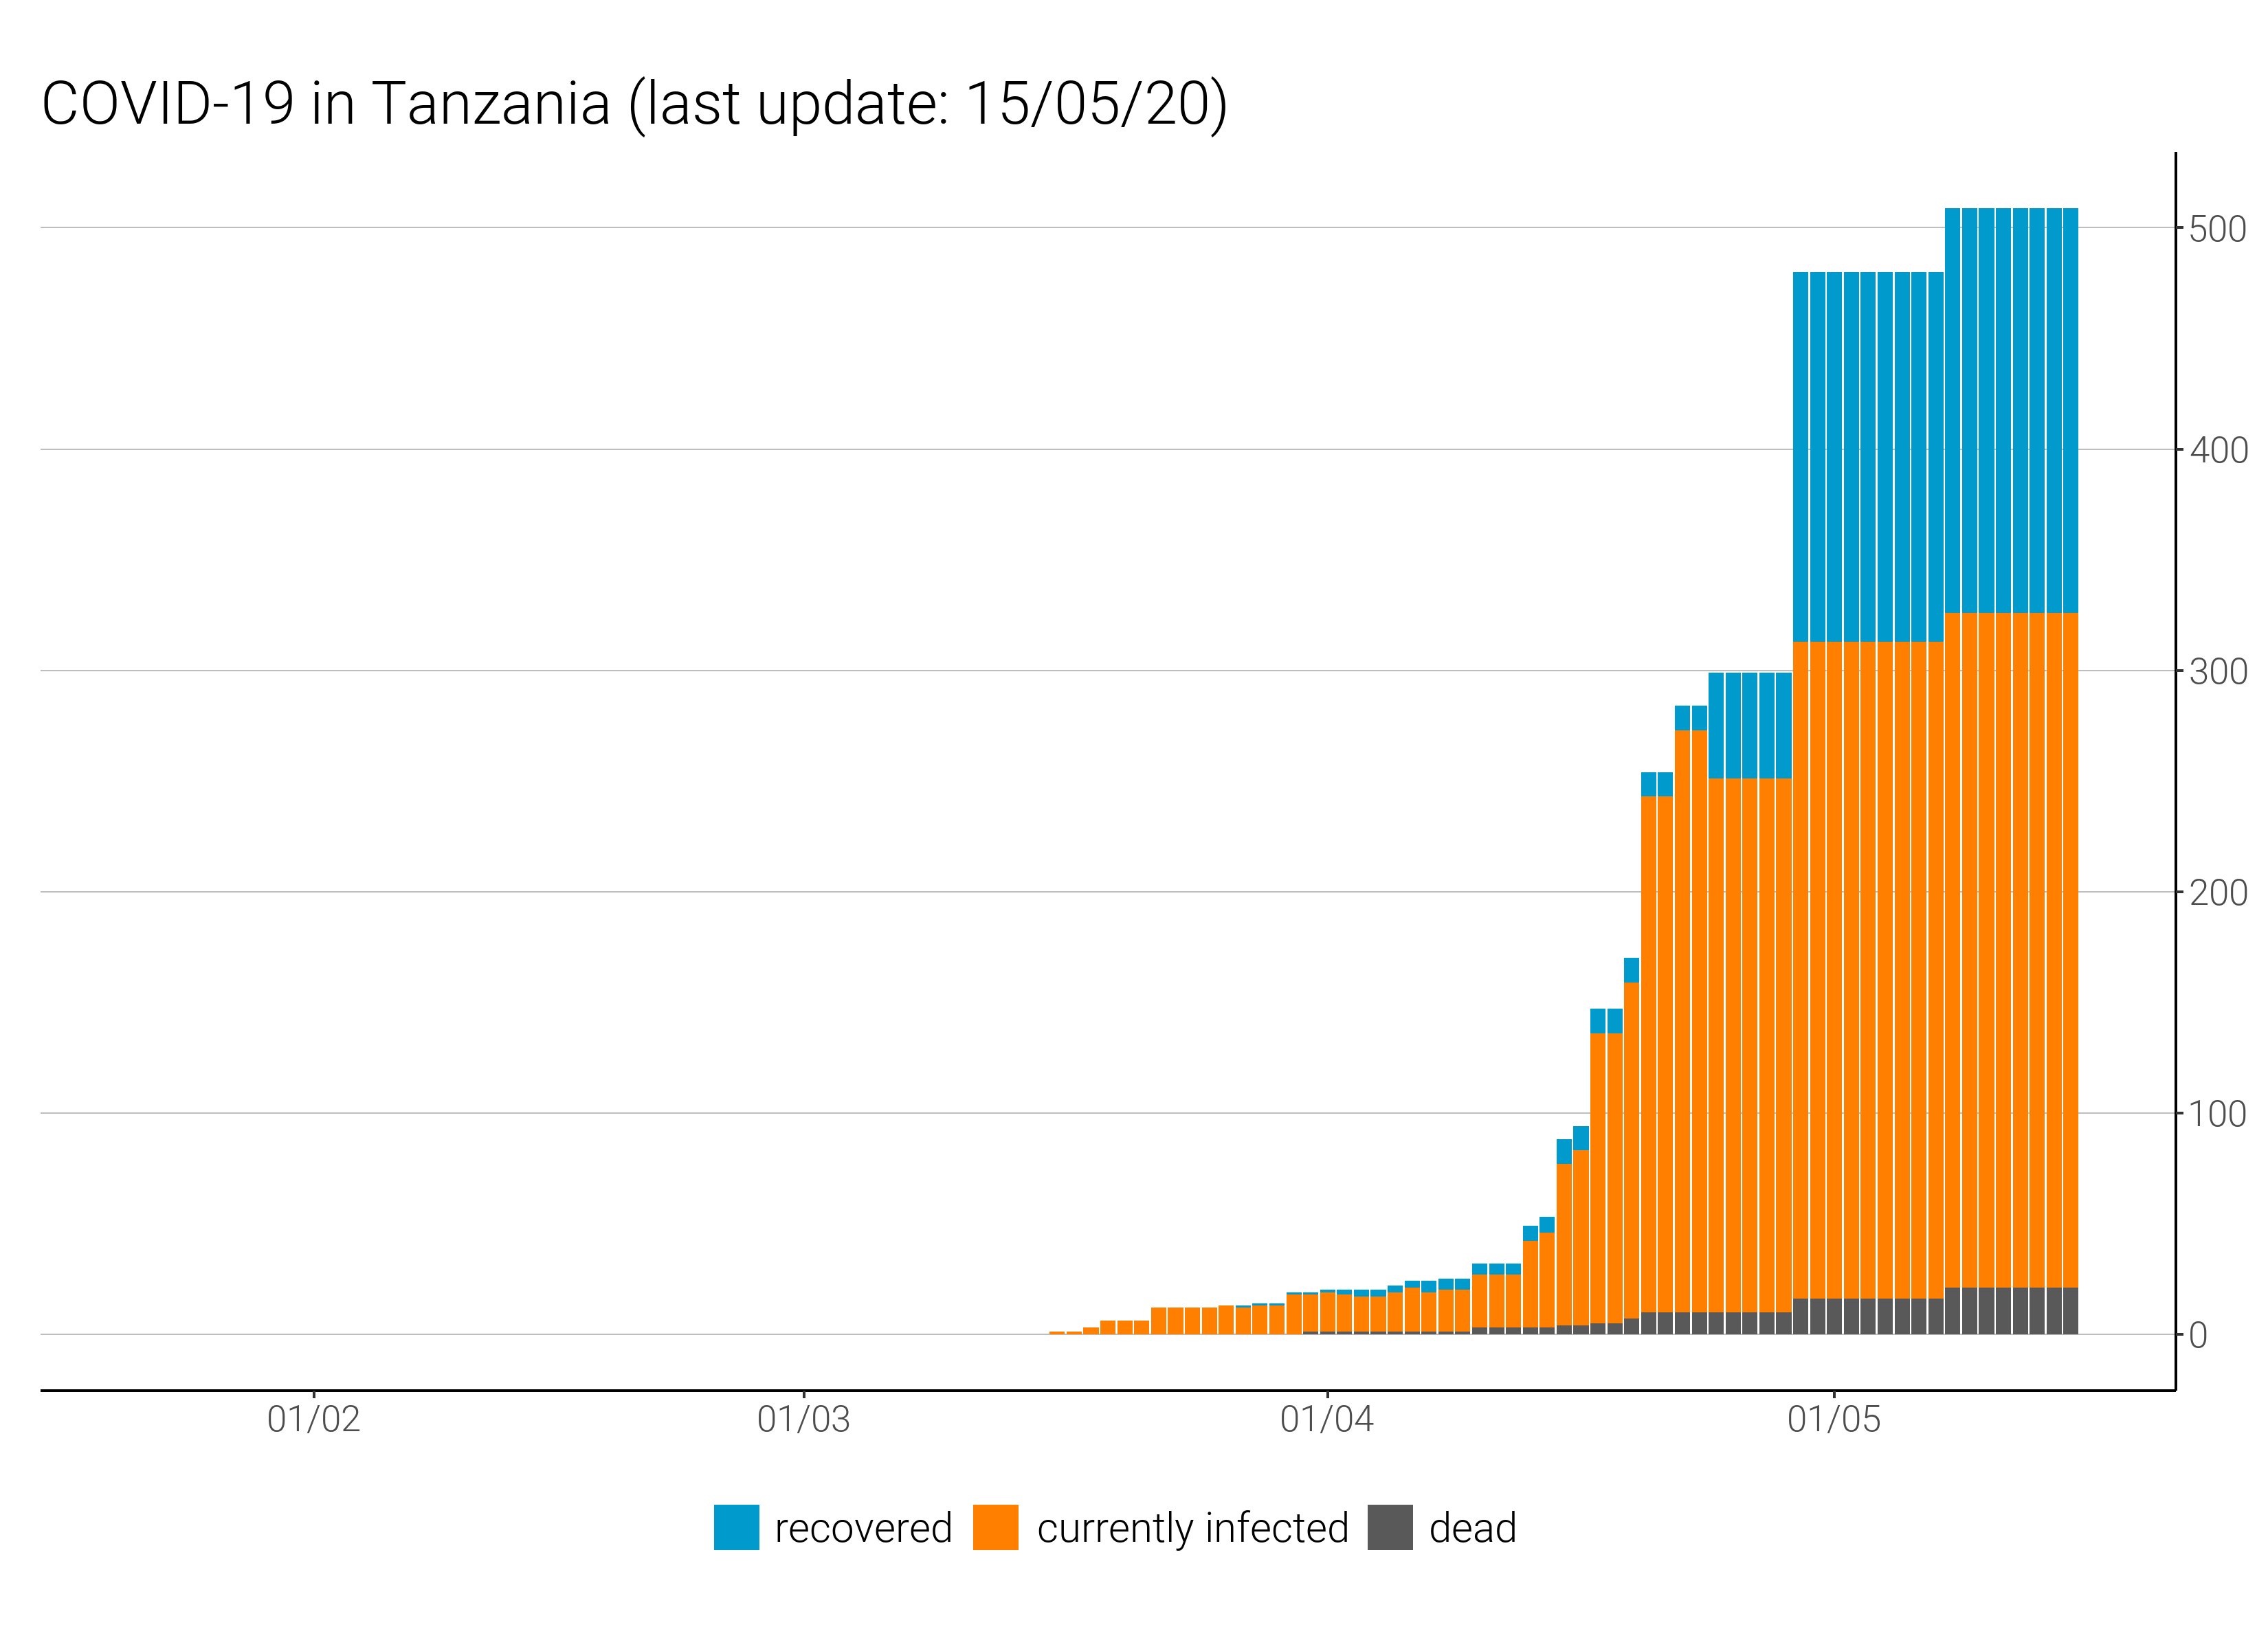 COVID-19 in Tanzania (last update: 15/05/20)
500
400
300
200
100
0
01/02 01/03 01/04 01/05
recovered currently infected dead